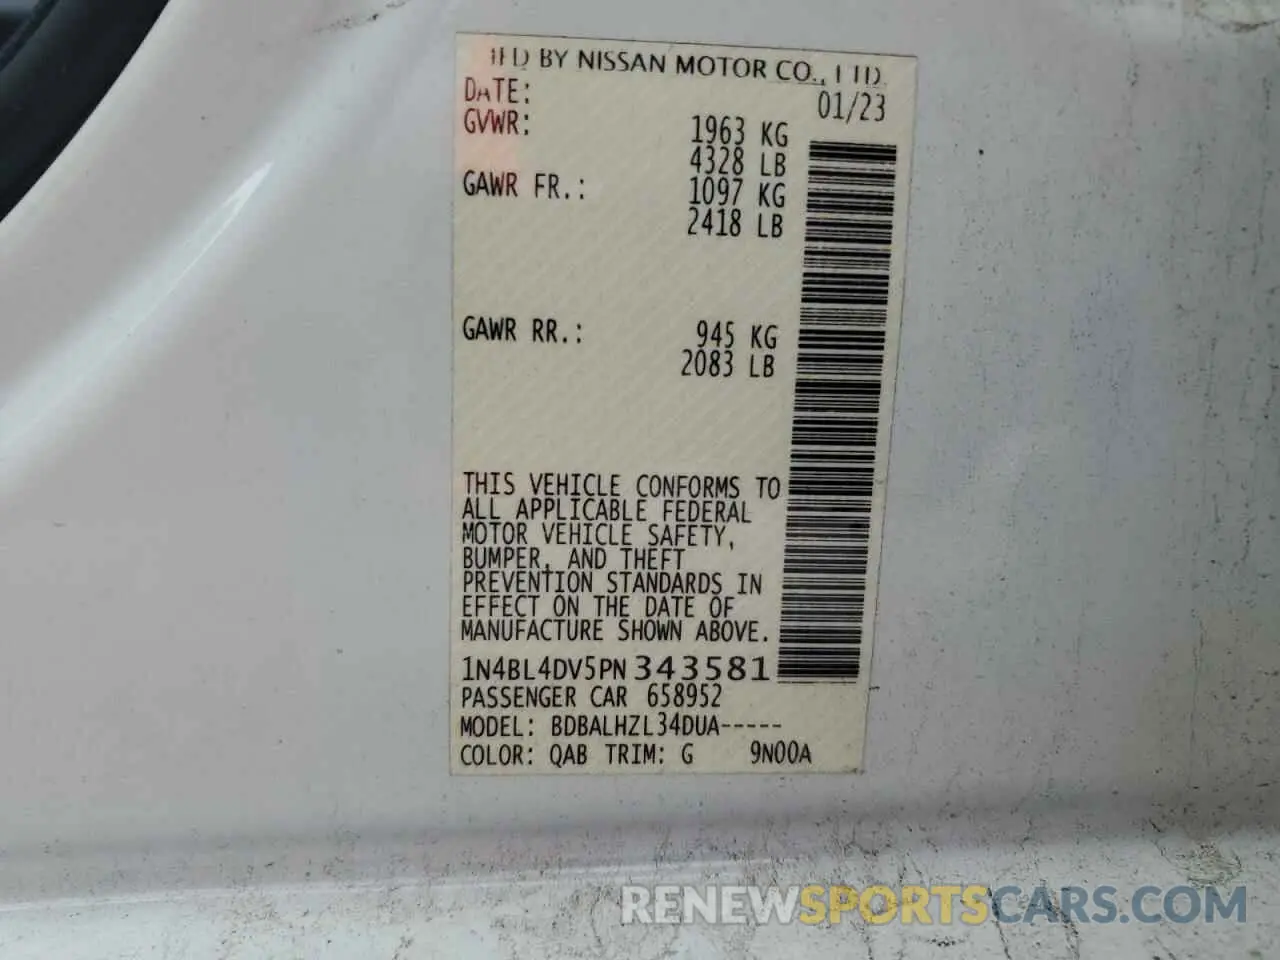 MFD BY NISSAN MOTOR CO., LTD.
DATE: 01/23
GVWR: 1963 KG
4328 LB
GAWR FR.: 1097 KG
2418 LB
GAWR RR.: 945 KG
2083 LB
THIS VEHICLE CONFORMS TO
ALL APPLICABLE FEDERAL
MOTOR VEHICLE SAFETY,
BUMPER, AND THEFT
PREVENTION STANDARDS IN
EFFECT ON THE DATE OF
MANUFACTURE SHOWN ABOVE.
1N4BL4DV5PN343581
PASSENGER CAR 658952
MODEL: BDBALHZL34DUA-----
COLOR: QAB TRIM: G 9N00A
RENEWSPORTSCARS.COM